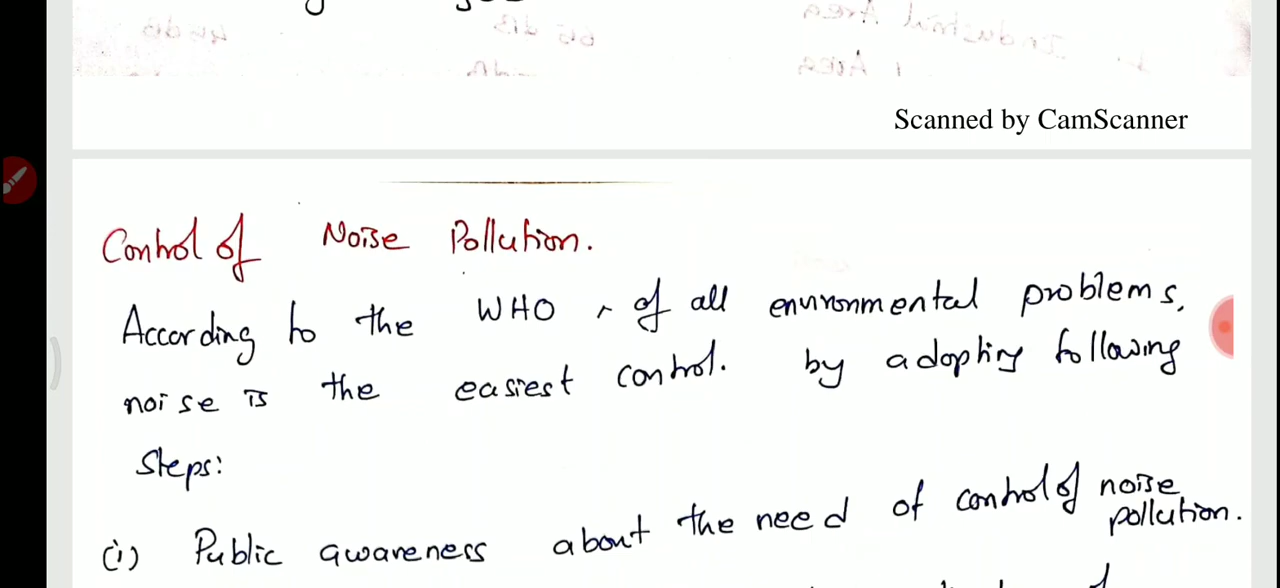 Scanned by CamScanner
Control of Noise Pollution.
According to the WHO, of all environmental problems,
noise is the easiest control. by adopting following
Steps:
(i) Public awareness about the need of control of noise
pollution.